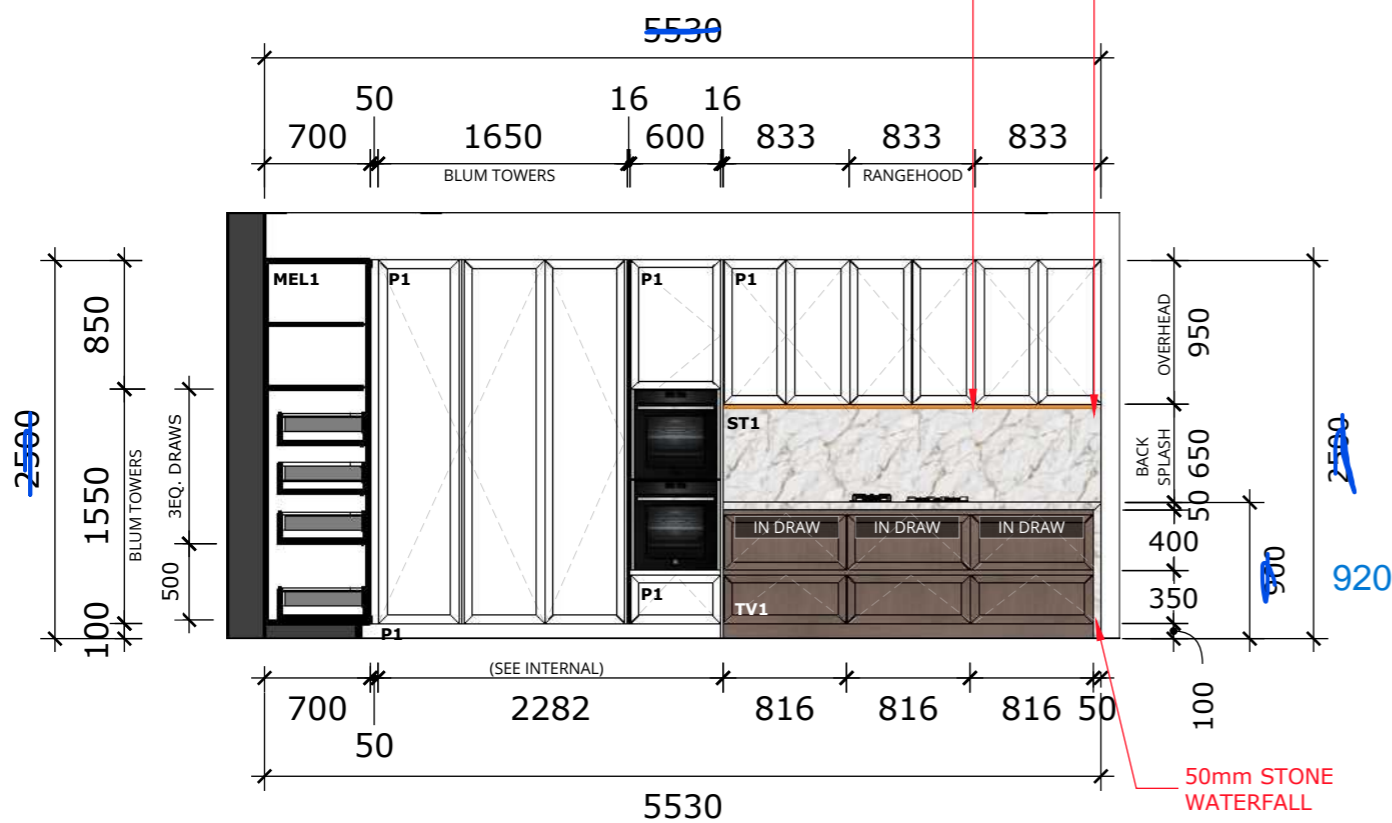 5530
50
16
16
700
1650
600
833
833
833
BLUM TOWERS
RANGEHOOD
MEL1
P1
P1
P1
850
OVERHEAD
950
2500
3EQ. DRAWS
1550
BLUM TOWERS
ST1
BACK
SPLASH
650
2500
50
IN DRAW
IN DRAW
IN DRAW
400
900
920
500
350
P1
TV1
100
P1
(SEE INTERNAL)
700
2282
816
816
816
50
100
50
5530
50mm STONE
WATERFALL